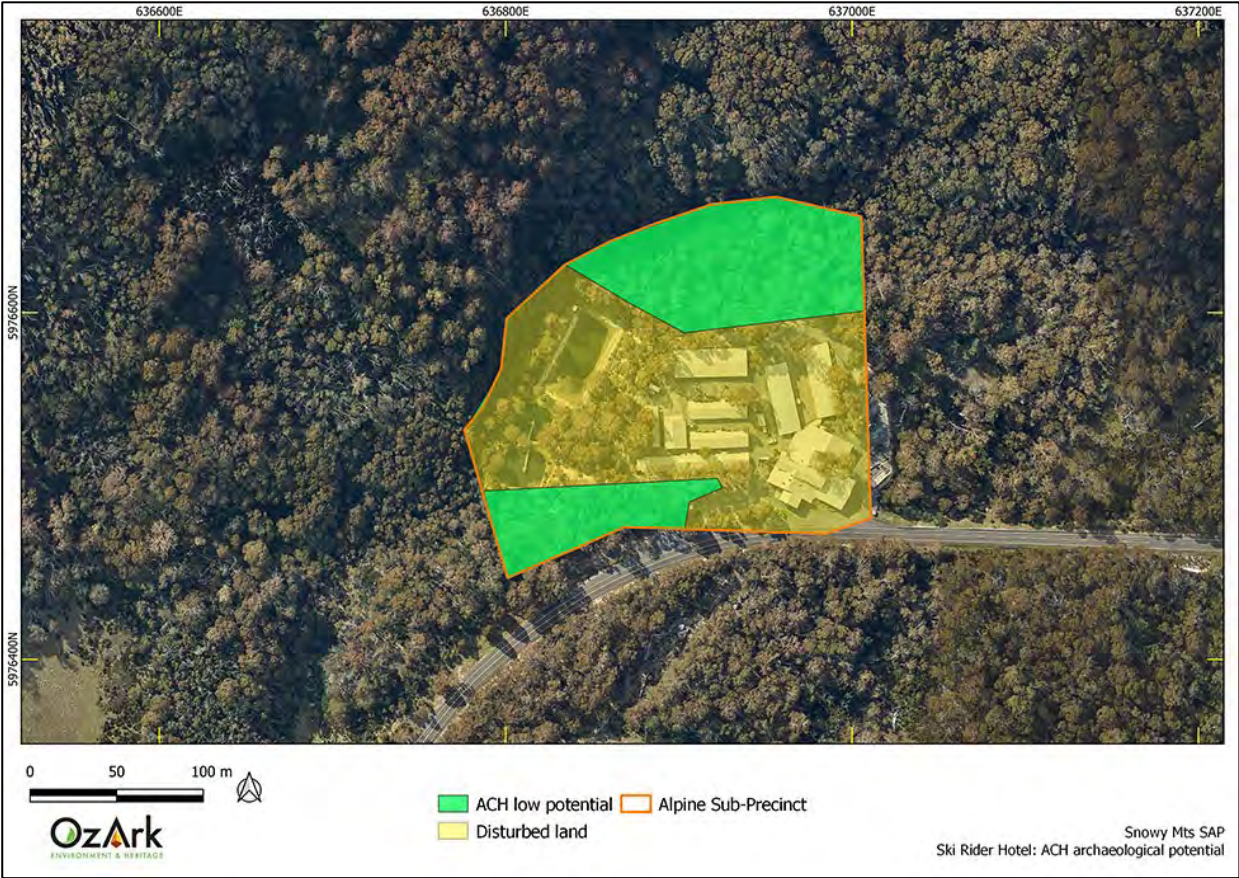 636600E
636800E
637000E
637200E
5976600N
5976400N
0 50 100 m
ACH low potential
Alpine Sub-Precinct
Disturbed land
OzArk
ENVIRONMENT & HERITAGE
Snowy Mts SAP
Ski Rider Hotel: ACH archaeological potential